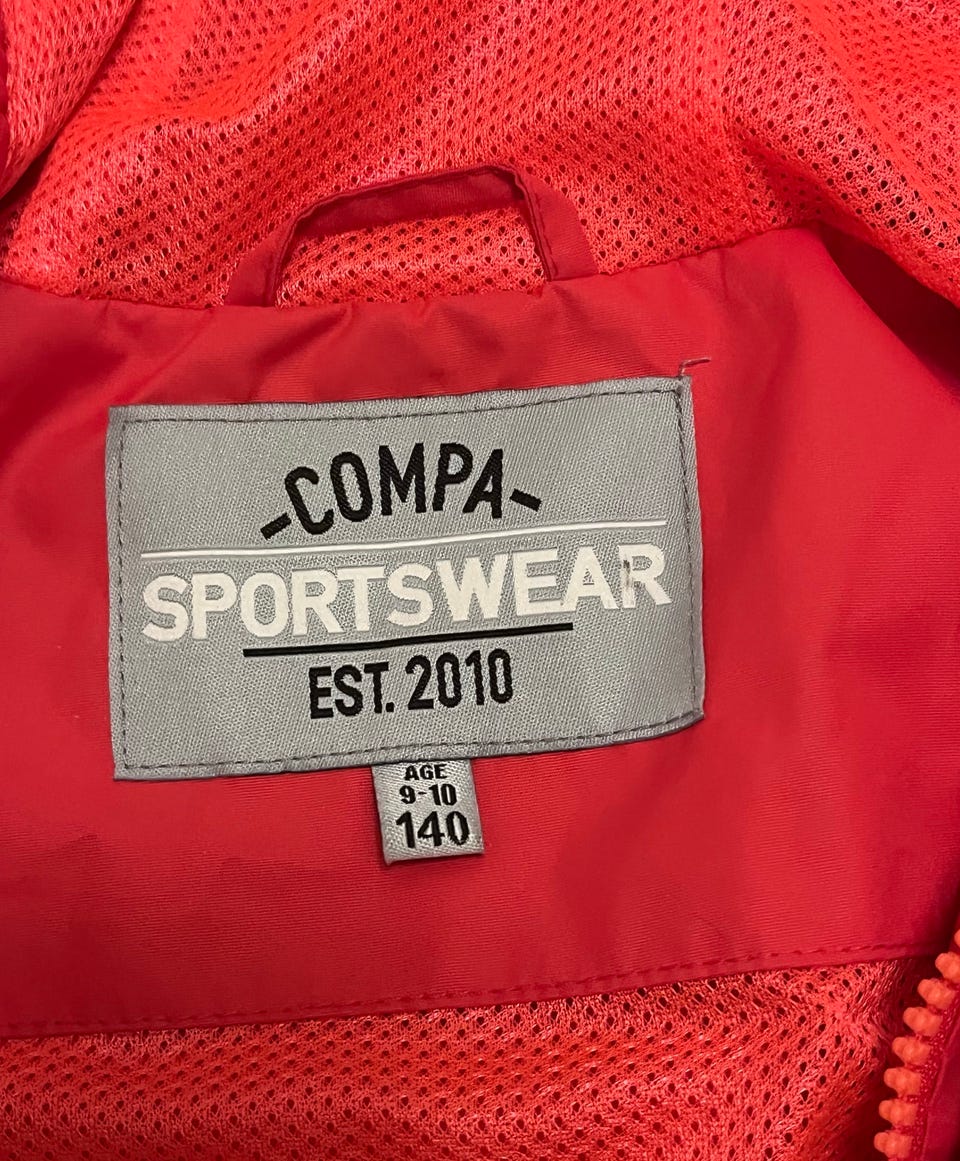 -COMPA-
SPORTSWEAR
EST. 2010
AGE
9-10
140